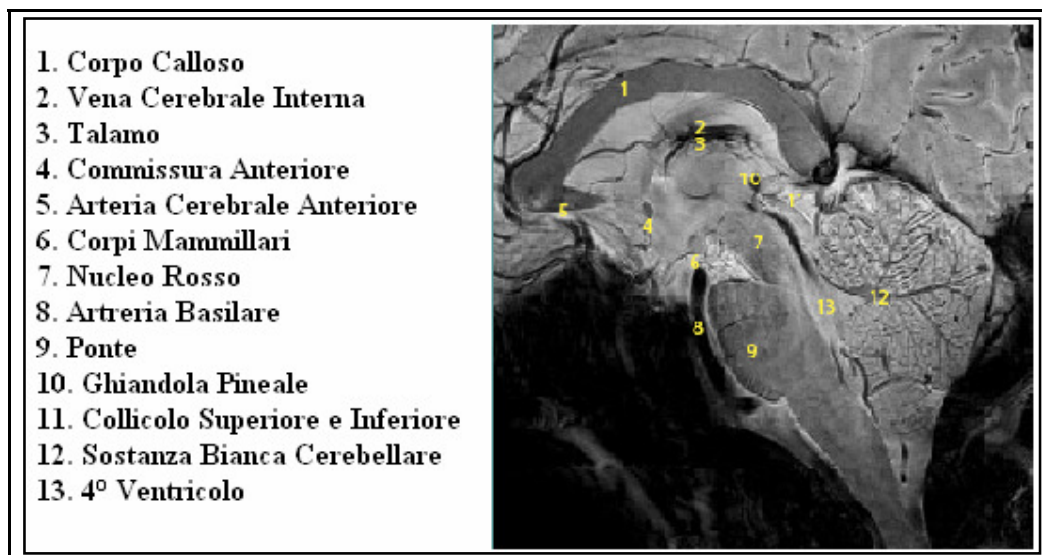 1. Corpo Calloso
2. Vena Cerebrale Interna
3. Talamo
4. Commissura Anteriore
5. Arteria Cerebrale Anteriore
6. Corpi Mammillari
7. Nucleo Rosso
8. Artreria Basilare
9. Ponte
10. Ghiandola Pineale
11. Collicolo Superiore e Inferiore
12. Sostanza Bianca Cerebellare
13. 4° Ventricolo
1
2
3
10
11
5
4
7
6
12
13
8
9